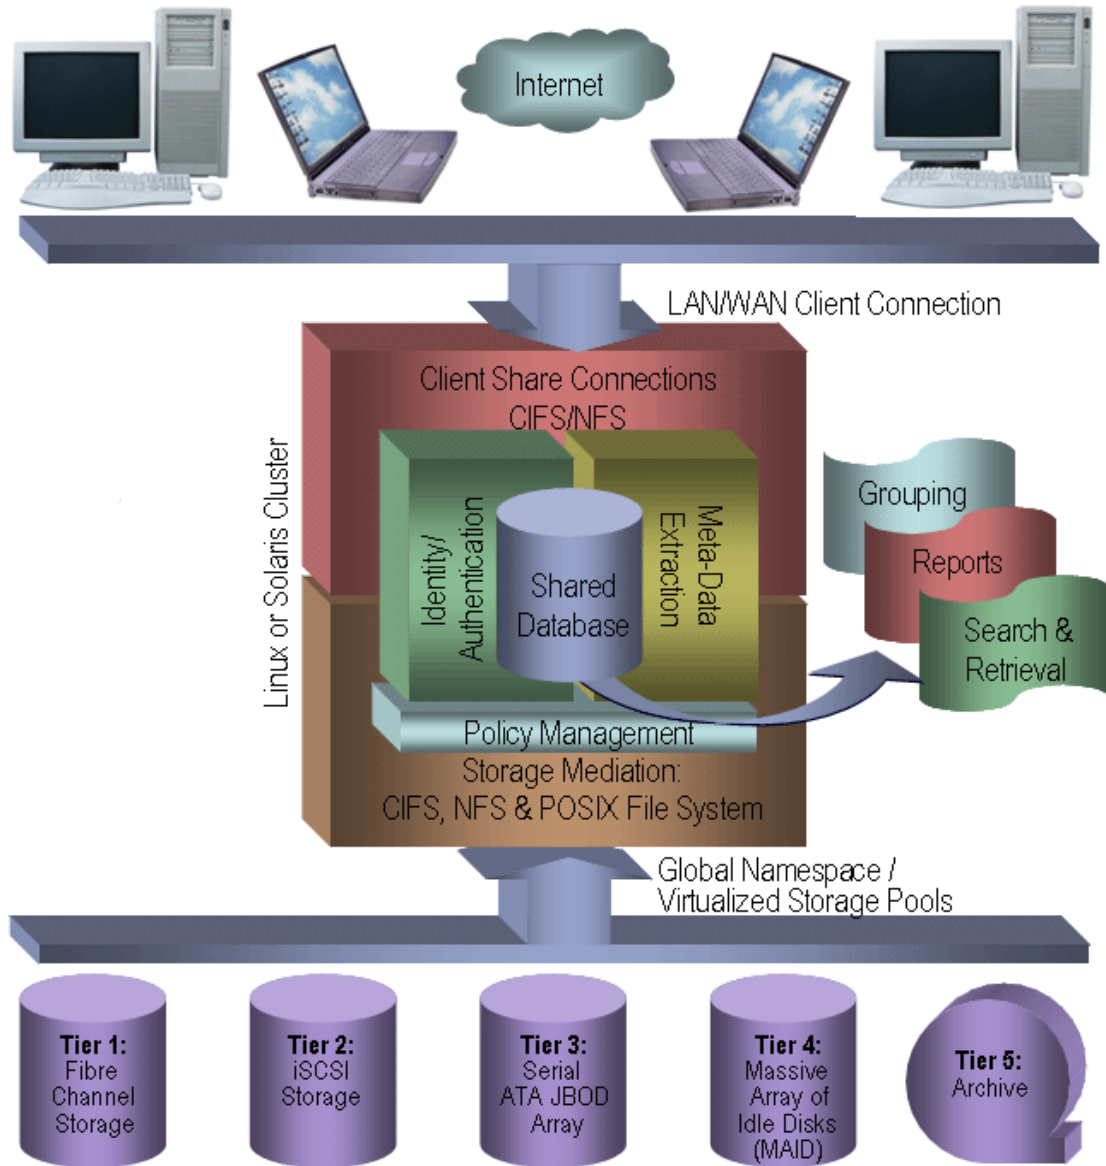 Internet
LAN/WAN Client Connection
Client Share Connections
CIFS/NFS
Linux or Solaris Cluster
Identity/
Authentication
Shared
Database
Meta-Data
Extraction
Grouping
Reports
Search &
Retrieval
Policy Management
Storage Mediation:
CIFS, NFS & POSIX File System
Global Namespace /
Virtualized Storage Pools
Tier 1:
Fibre
Channel
Storage
Tier 2:
iSCSI
Storage
Tier 3:
Serial
ATA JBOD
Array
Tier 4:
Massive
Array of
Idle Disks
(MAID)
Tier 5:
Archive